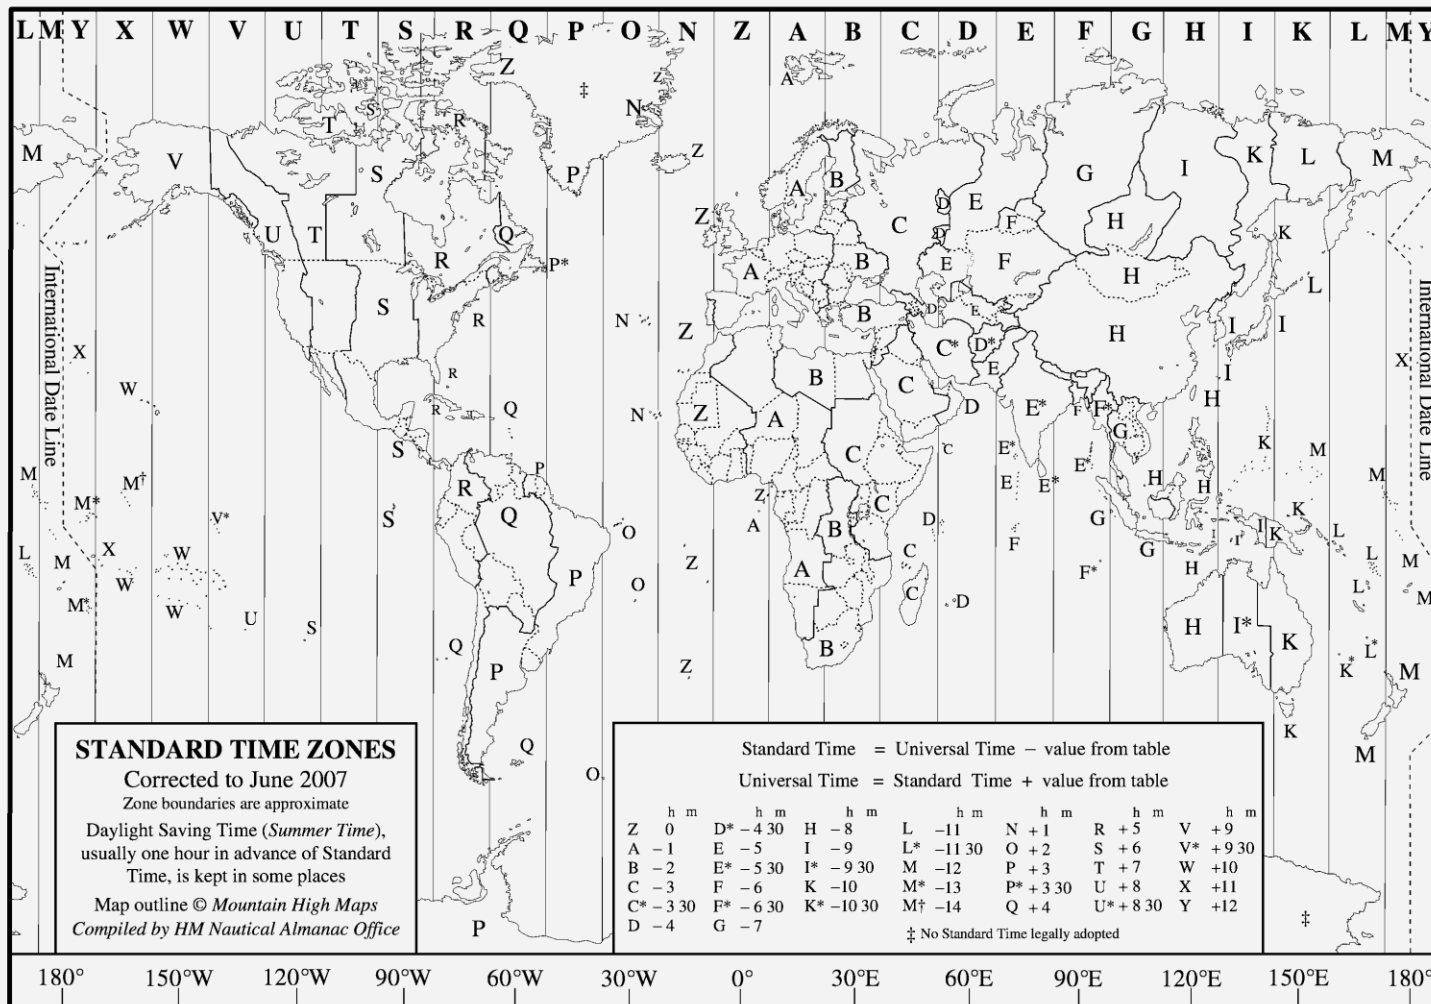 L M Y X W V U T S R Q P O N Z A B C D E F G H I K L M Y
Z
A
Z
‡
N
S
T
R
M
V
S
Z
P
A
B
C
D
E
G
I
K
L
M
U
T
R
Q
P*
Z
A
B
C
D
E
F
F
H
H
K
L
International Date Line
International Date Line
X
S
R
N
Z
B
D
E
C*
D*
E
H
I
I
I
X
W
R
R
Q
N
Z
A
B
C
D
E*
F
F*
G
H
K
M
M
M†
M*
S
P
R
C
E*
E
E*
E*
H
H
M
K
V*
S
Q
O
Z
A
B
C
D
G
G
I
I
I
K
L
L
X
W
M
W
W
U
S
P
O
Z
A
C
C
D
F
F*
H
L
L
M
M
M*
M
Q
P
Z
B
H
I*
K
K*
L*
M
K
M
Q
O
P
‡
STANDARD TIME ZONES
Corrected to June 2007
Zone boundaries are approximate
Daylight Saving Time (Summer Time),
usually one hour in advance of Standard
Time, is kept in some places
Map outline © Mountain High Maps
Compiled by HM Nautical Almanac Office
Standard Time = Universal Time – value from table
Universal Time = Standard Time + value from table
h m h m h m h m h m h m h m
Z 0 D* – 4 30 H – 8 L –11 N + 1 R + 5 V + 9
A – 1 E – 5 I – 9 L* –11 30 O + 2 S + 6 V* + 9 30
B – 2 E* – 5 30 I* – 9 30 M –12 P + 3 T + 7 W +10
C – 3 F – 6 K –10 M* –13 P* + 3 30 U + 8 X +11
C* – 3 30 F* – 6 30 K* –10 30 M† –14 Q + 4 U* + 8 30 Y +12
D – 4 G – 7 ‡ No Standard Time legally adopted
180° 150°W 120°W 90°W 60°W 30°W 0° 30°E 60°E 90°E 120°E 150°E 180°